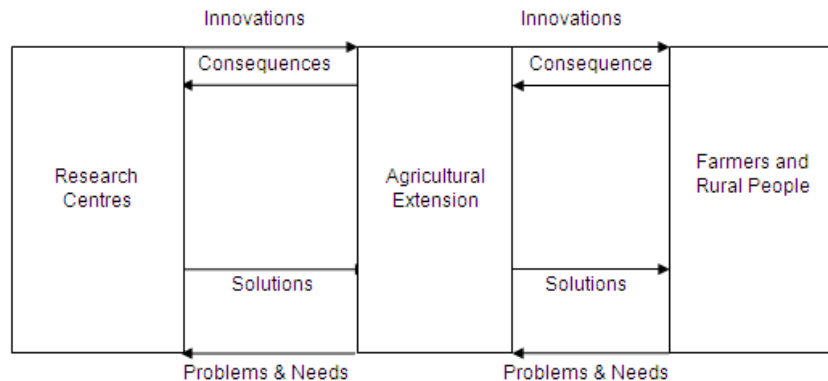 Innovations
Innovations
Consequences
Consequence
Research
Centres
Agricultural
Extension
Farmers and
Rural People
Solutions
Solutions
Problems & Needs
Problems & Needs